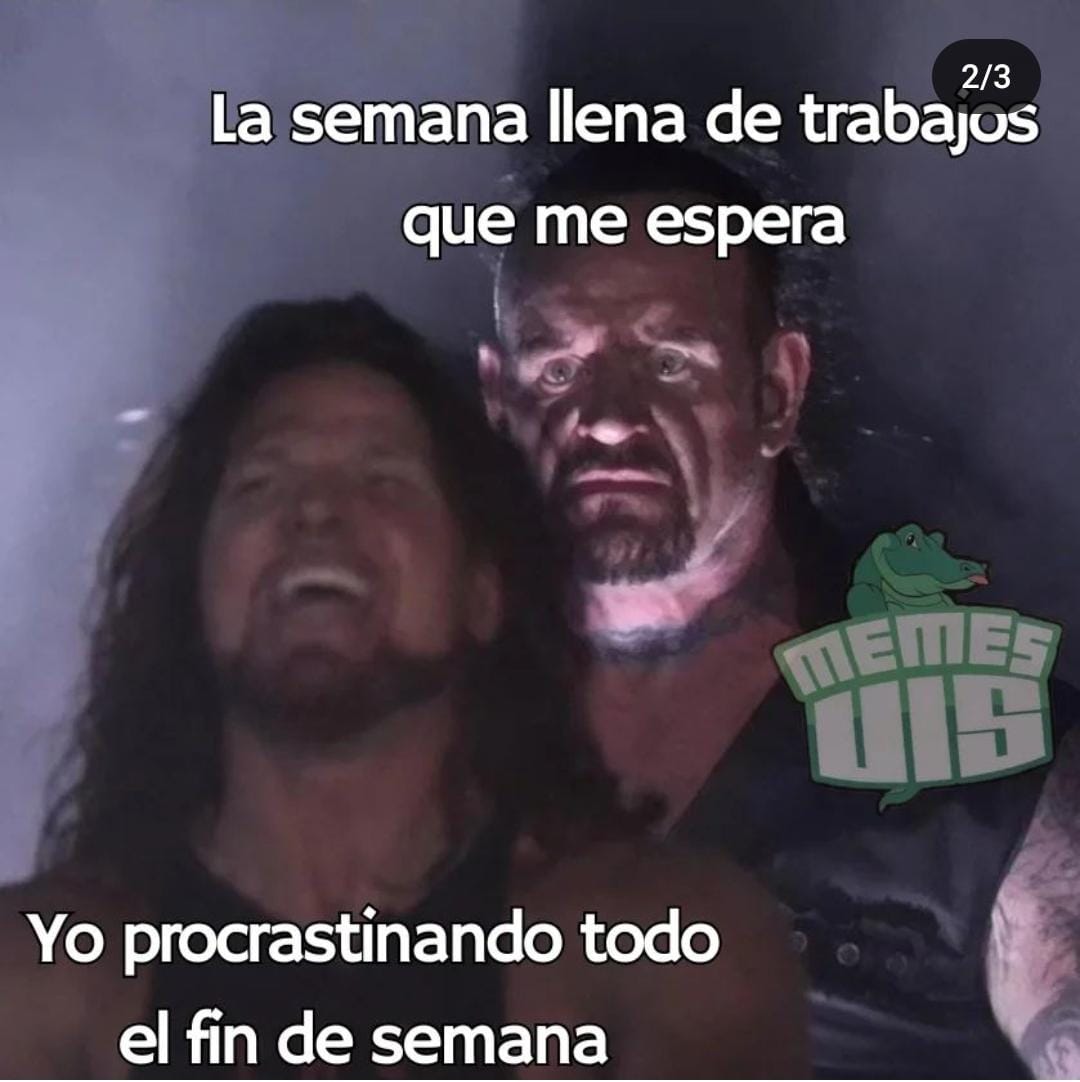 2/3
La semana llena de trabajos
que me espera
MEMES
UIS
Yo procrastinando todo
el fin de semana